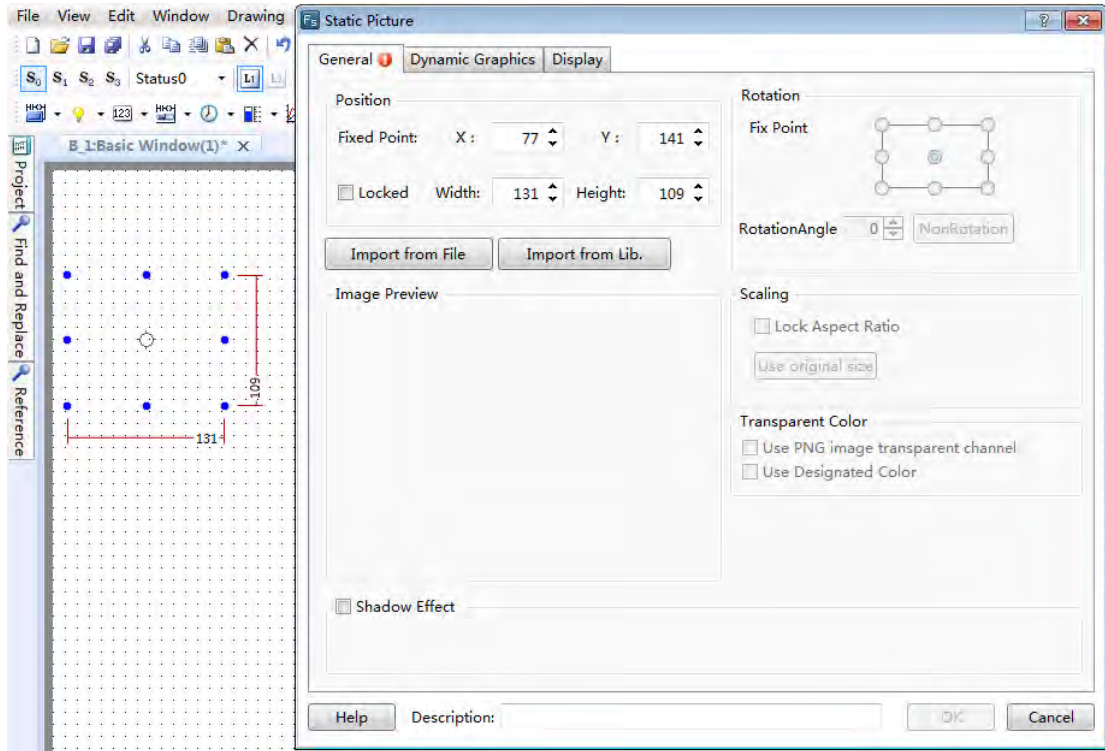 File View Edit Window Drawing
Static Picture
S0 S1 S2 S3 Status0
General Dynamic Graphics Display
B_1:Basic Window(1)* X
Project
Find and Replace
Reference
109
131
Position
Fixed Point: X : 77 Y : 141
Locked Width: 131 Height: 109
Import from File Import from Lib.
Image Preview
Shadow Effect
Rotation
Fix Point
RotationAngle 0 NonRotation
Scaling
Lock Aspect Ratio
Use original size
Transparent Color
Use PNG image transparent channel
Use Designated Color
Help Description: OK Cancel